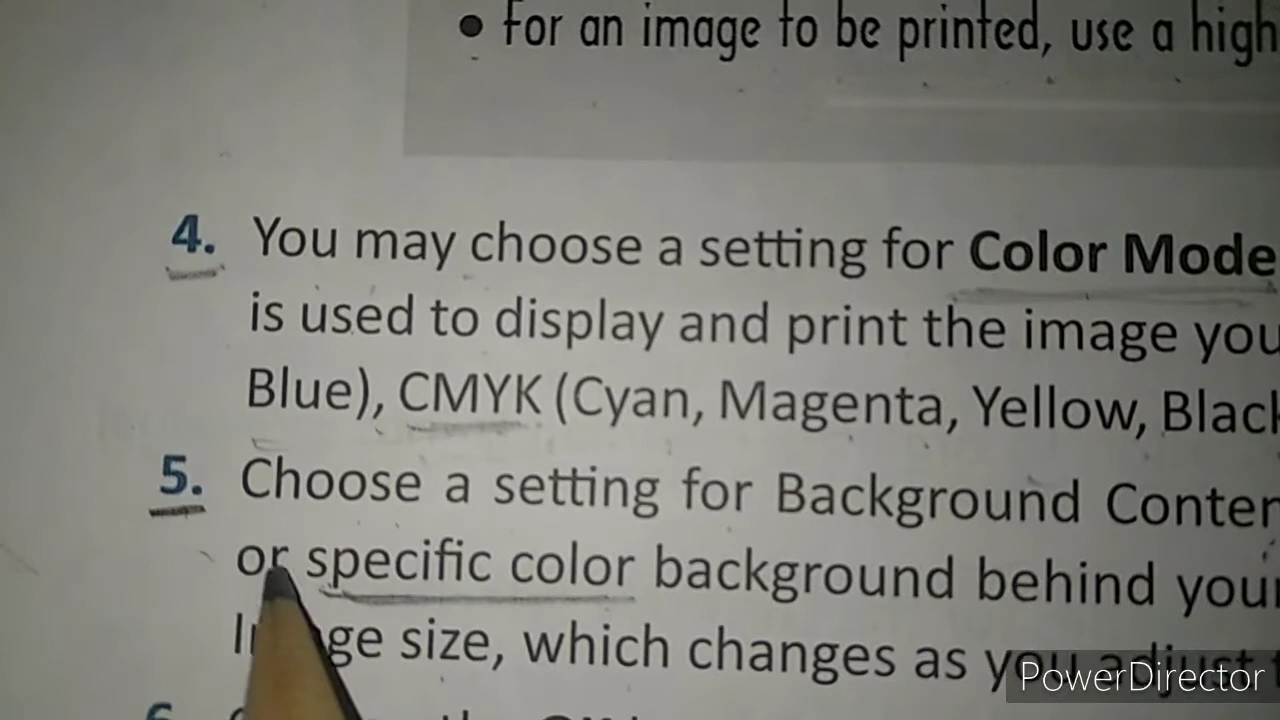 • For an image to be printed, use a high
4. You may choose a setting for Color Mode
is used to display and print the image you
Blue), CMYK (Cyan, Magenta, Yellow, Black
5. Choose a setting for Background Conten
or specific color background behind your
size, which changes as you adjust
PowerDirector